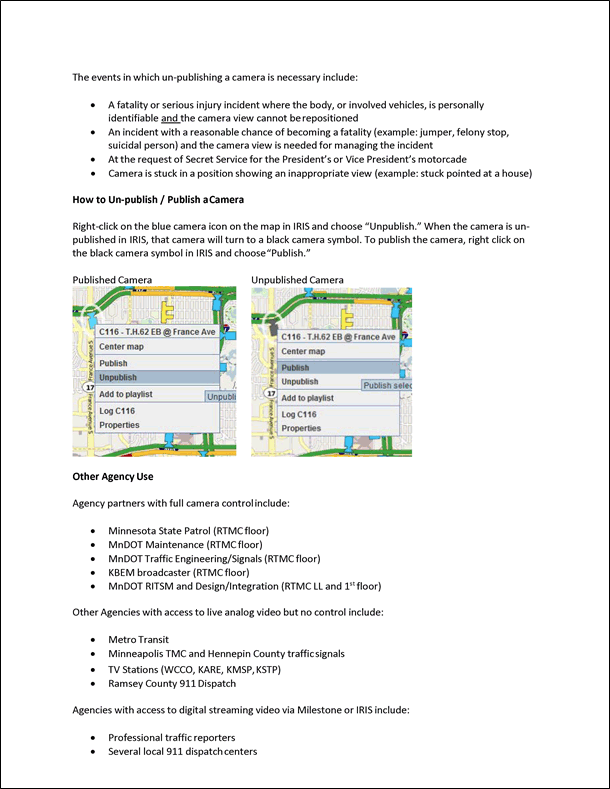 The events in which un-publishing a camera is necessary include:
• A fatality or serious injury incident where the body, or involved vehicles, is personally
identifiable and the camera view cannot be repositioned
• An incident with a reasonable chance of becoming a fatality (example: jumper, felony stop,
suicidal person) and the camera view is needed for managing the incident
• At the request of Secret Service for the President's or Vice President's motorcade
• Camera is stuck in a position showing an inappropriate view (example: stuck pointed at a house)
How to Un-publish / Publish a Camera
Right-click on the blue camera icon on the map in IRIS and choose “Unpublish.” When the camera is un-
published in IRIS, that camera will turn to a black camera symbol. To publish the camera, right click on
the black camera symbol in IRIS and choose “Publish.”
Published Camera
C116 - T.H.62 EB @ France Ave
Center map
Publish
Unpublish
Add to playlist
Log C116
Properties
Unpubli
17
France Avenue S
France Avenue S
Unpublished Camera
C116 - T.H.62 EB @ France Ave
Center map
Publish
Unpublish
Add to playlist
Log C116
Properties
Publish selec
17
Other Agency Use
Agency partners with full camera control include:
• Minnesota State Patrol (RTMC floor)
• MnDOT Maintenance (RTMC floor)
• MnDOT Traffic Engineering/Signals (RTMC floor)
• KBEM broadcaster (RTMC floor)
• MnDOT RITSM and Design/Integration (RTMC LL and 1st floor)
Other Agencies with access to live analog video but no control include:
• Metro Transit
• Minneapolis TMC and Hennepin County traffic signals
• TV Stations (WCCO, KARE, KMSP, KSTP)
• Ramsey County 911 Dispatch
Agencies with access to digital streaming video via Milestone or IRIS include:
• Professional traffic reporters
• Several local 911 dispatch centers